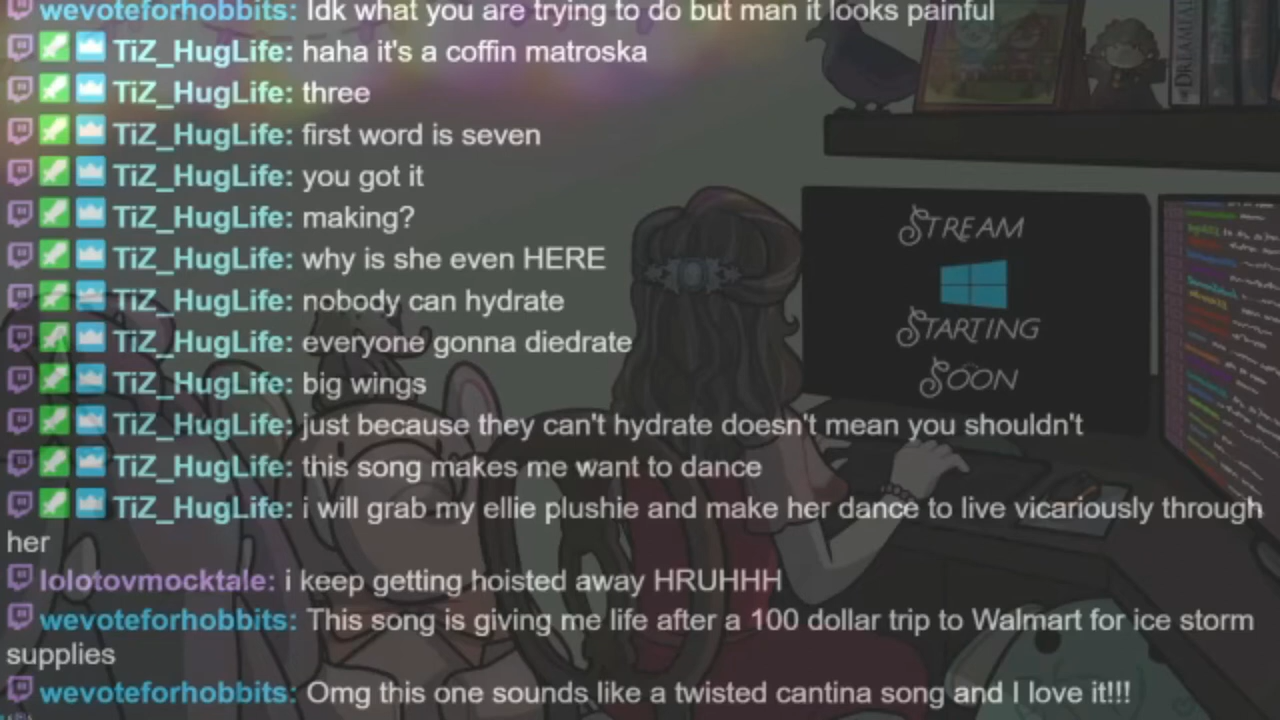 wevoteforhobbits: Idk what you are trying to do but man it looks painful
TiZ_HugLife: haha it's a coffin matroska
TiZ_HugLife: three
TiZ_HugLife: first word is seven
TiZ_HugLife: you got it
TiZ_HugLife: making?
TiZ_HugLife: why is she even HERE
TiZ_HugLife: nobody can hydrate
TiZ_HugLife: everyone gonna diedrate
TiZ_HugLife: big wings
TiZ_HugLife: just because they can't hydrate doesn't mean you shouldn't
TiZ_HugLife: this song makes me want to dance
TiZ_HugLife: i will grab my ellie plushie and make her dance to live vicariously through
her
lolotovmocktale: i keep getting hoisted away HRUHHH
wevoteforhobbits: This song is giving me life after a 100 dollar trip to Walmart for ice storm
supplies
wevoteforhobbits: Omg this one sounds like a twisted cantina song and I love it!!!
STREAM
STARTING
SOON